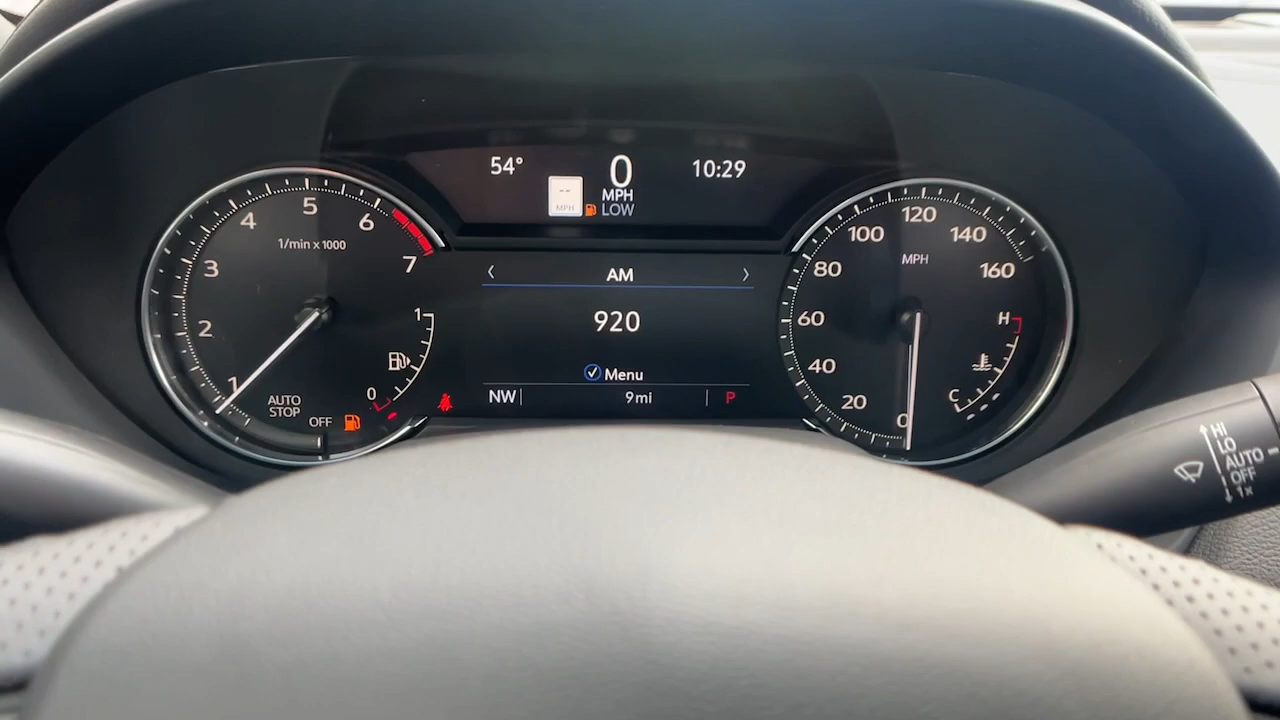 54°
0
10:29
--
MPH
MPH
LOW
1
2
3
4
5
6
7
1/min x 1000
1
0
AUTO
STOP
OFF
AM
920
Menu
NW
9 mi
P
0
20
40
60
80
100
120
140
160
MPH
H
C
HI
LO
AUTO
OFF
1x